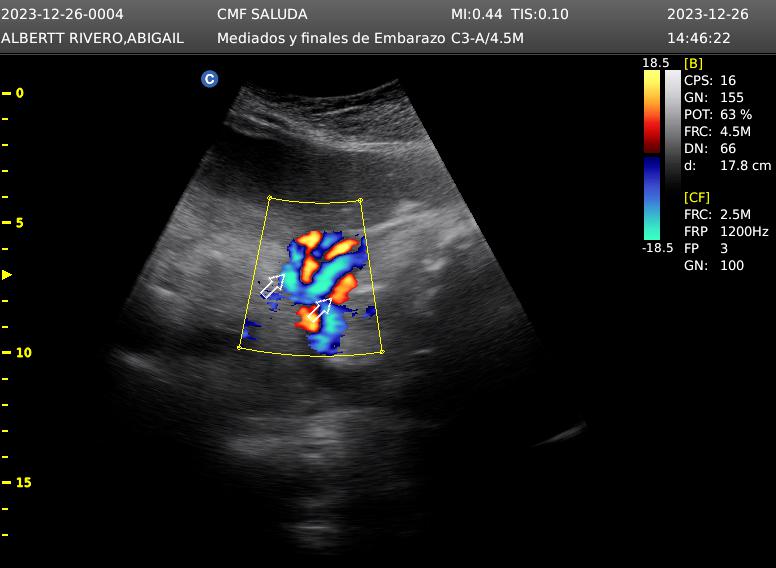 2023-12-26-0004 CMF SALUDA MI:0.44 TIS:0.10 2023-12-26
ALBERTT RIVERO,ABIGAIL Mediados y finales de Embarazo C3-A/4.5M 14:46:22
C
18.5
-18.5
[B]
CPS: 16
GN: 155
POT: 63 %
FRC: 4.5M
DN: 66
d: 17.8 cm
[CF]
FRC: 2.5M
FRP 1200Hz
FP 3
GN: 100
0
5
10
15